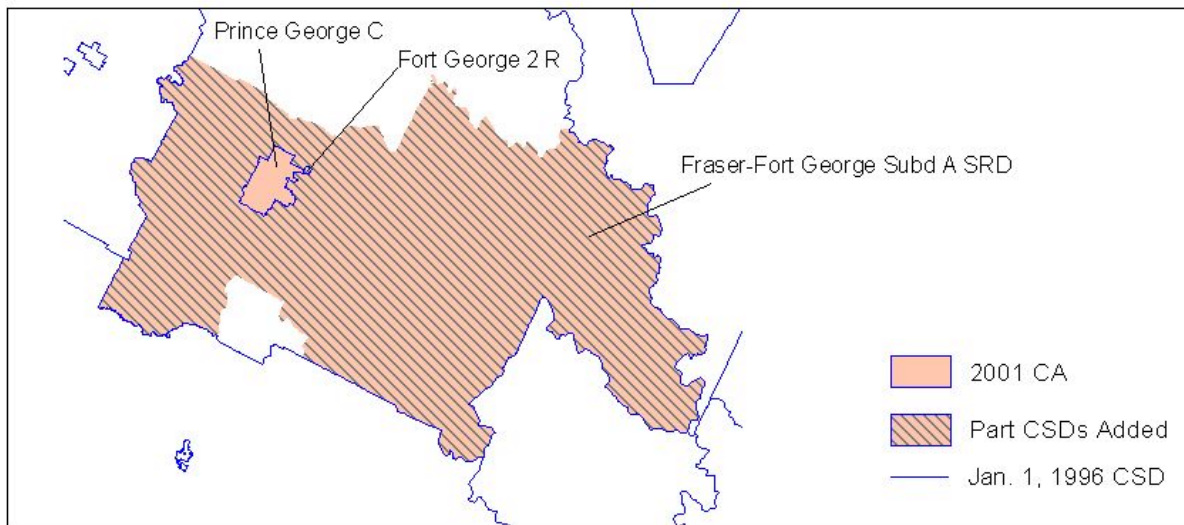 Prince George C
Fort George 2 R
Fraser-Fort George Subd A SRD
2001 CA
Part CSDs Added
Jan. 1, 1996 CSD